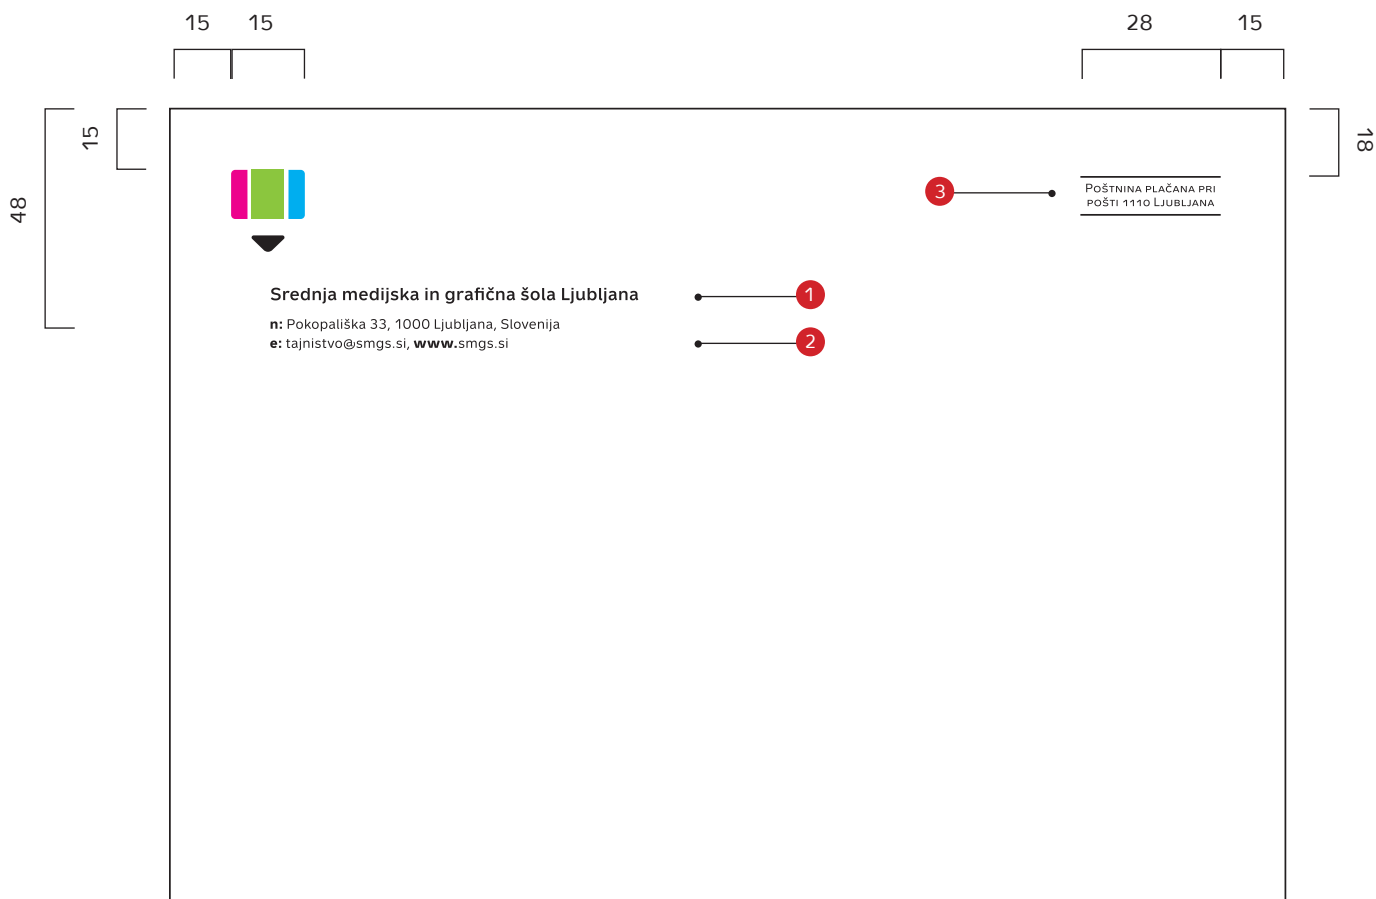 15 15 28 15
15
18
48
3
Poštnina plačana pri
pošti 1110 Ljubljana
Srednja medijska in grafična šola Ljubljana
1
n: Pokopališka 33, 1000 Ljubljana, Slovenija
e: tajnistvo@smgs.si, www.smgs.si
2